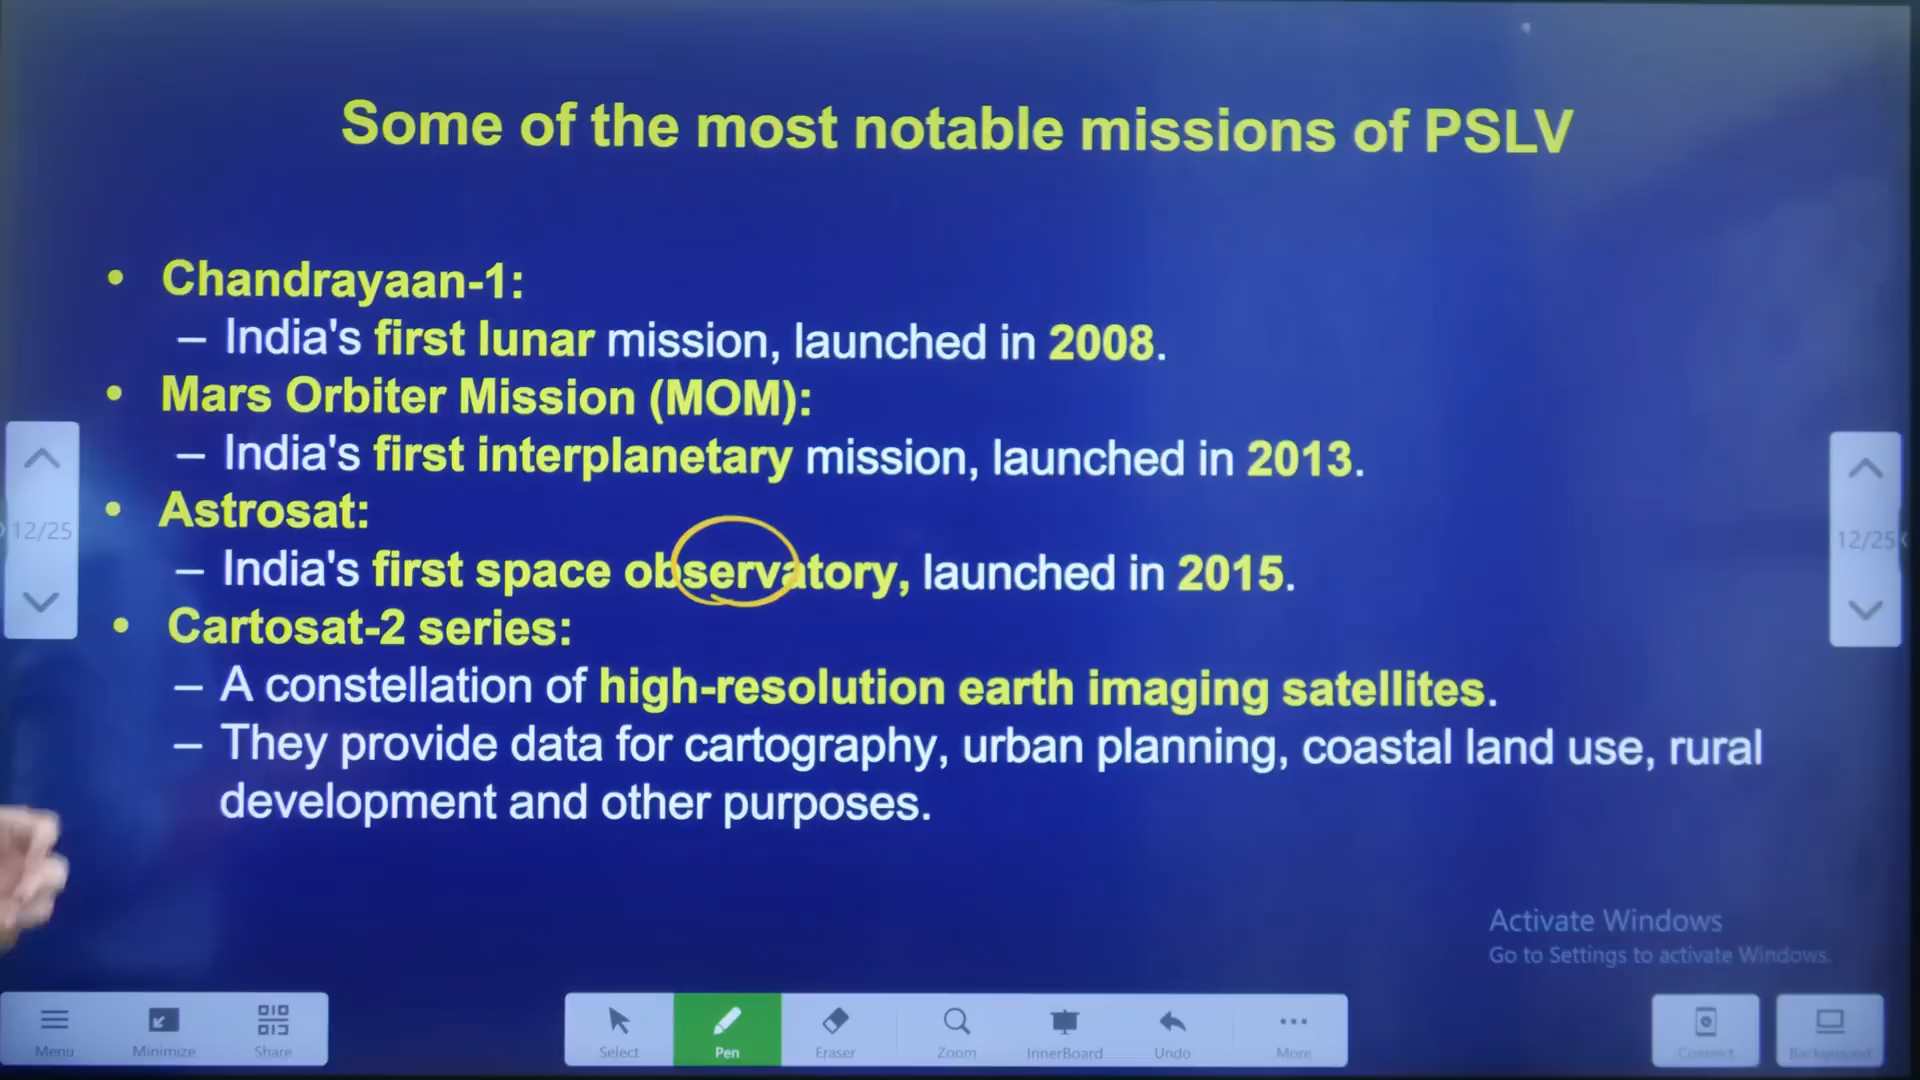 Some of the most notable missions of PSLV
• Chandrayaan-1:
– India's first lunar mission, launched in 2008.
• Mars Orbiter Mission (MOM):
– India's first interplanetary mission, launched in 2013.
• Astrosat:
– India's first space observatory, launched in 2015.
• Cartosat-2 series:
– A constellation of high-resolution earth imaging satellites.
– They provide data for cartography, urban planning, coastal land use, rural
development and other purposes.
12/25
12/25
Activate Windows
Go to Settings to activate Windows.
Menu Minimize Share Select Pen Eraser Zoom InnerBoard Undo More Connect Background